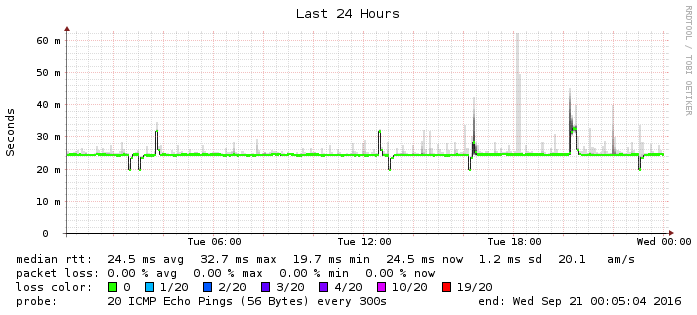 Last 24 Hours
RRDTOOL / TOBI OETIKER
Seconds
60 m
50 m
40 m
30 m
20 m
10 m
0
Tue 06:00 Tue 12:00 Tue 18:00 Wed 00:00
median rtt: 24.5 ms avg 32.7 ms max 19.7 ms min 24.5 ms now 1.2 ms sd 20.1 am/s
packet loss: 0.00 % avg 0.00 % max 0.00 % min 0.00 % now
loss color: 0 1/20 2/20 3/20 4/20 10/20 19/20
probe: 20 ICMP Echo Pings (56 Bytes) every 300s end: Wed Sep 21 00:05:04 2016